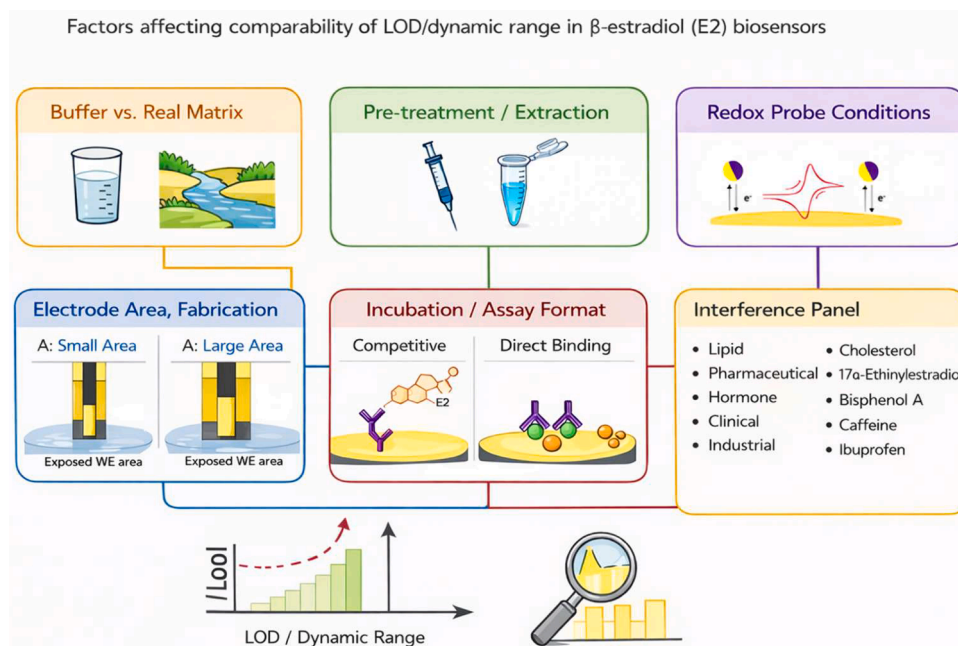 Factors affecting comparability of LOD/dynamic range in β-estradiol (E2) biosensors
Buffer vs. Real Matrix
Pre-treatment / Extraction
Redox Probe Conditions
e-
e-
Electrode Area, Fabrication
A: Small Area
A: Large Area
Exposed WE area
Exposed WE area
Incubation / Assay Format
Competitive
Direct Binding
E2
Interference Panel
• Lipid
• Pharmaceutical
• Hormone
• Clinical
• Industrial
• Cholesterol
• 17α-Ethinylestradio
• Bisphenol A
• Caffeine
• Ibuprofen
/ Lool
LOD / Dynamic Range